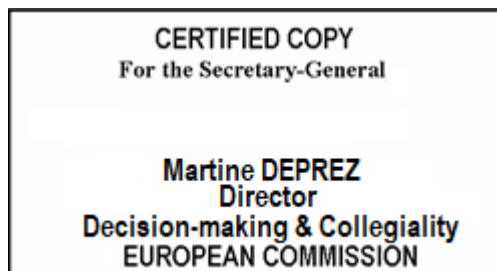 CERTIFIED COPY
For the Secretary-General
Martine DEPREZ
Director
Decision-making & Collegiality
EUROPEAN COMMISSION